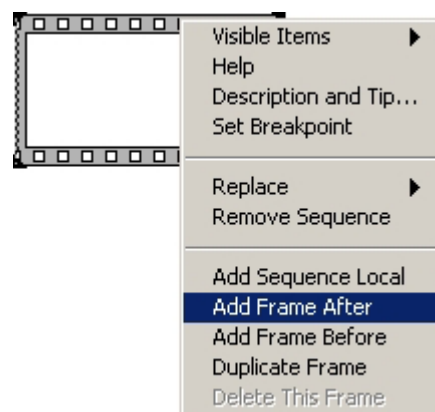 Visible Items
Help
Description and Tip...
Set Breakpoint
Replace
Remove Sequence
Add Sequence Local
Add Frame After
Add Frame Before
Duplicate Frame
Delete This Frame